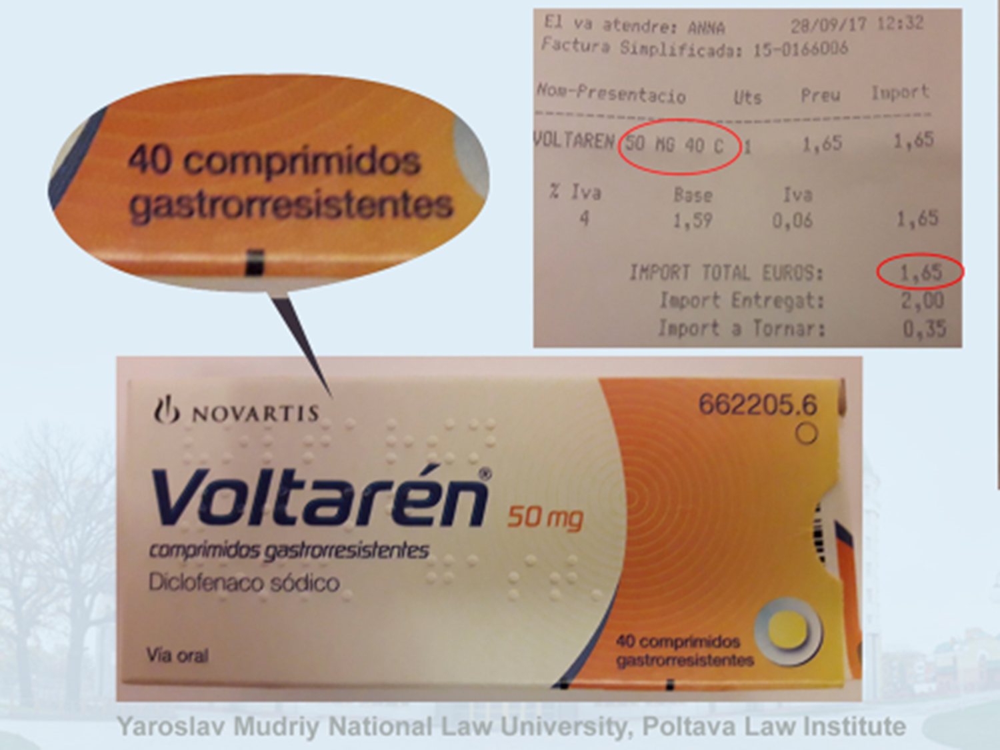 El va atendre: ANNA 28/09/17 12:32
Factura Simplificada: 15-0166006
Nom-Presentacio Uts Preu Import
VOLTAREN 50 MG 40 C 1 1,65 1,65
% Iva Base Iva
4 1,59 0,06 1,65
IMPORT TOTAL EUROS: 1,65
Import Entregat: 2,00
Import a Tornar: 0,35
40 comprimidos
gastrorresistentes
NOVARTIS
662205.6
Voltarén® 50 mg
comprimidos gastrorresistentes
Diclofenaco sódico
Vía oral
40 comprimidos
gastrorresistentes
Yaroslav Mudriy National Law University, Poltava Law Institute